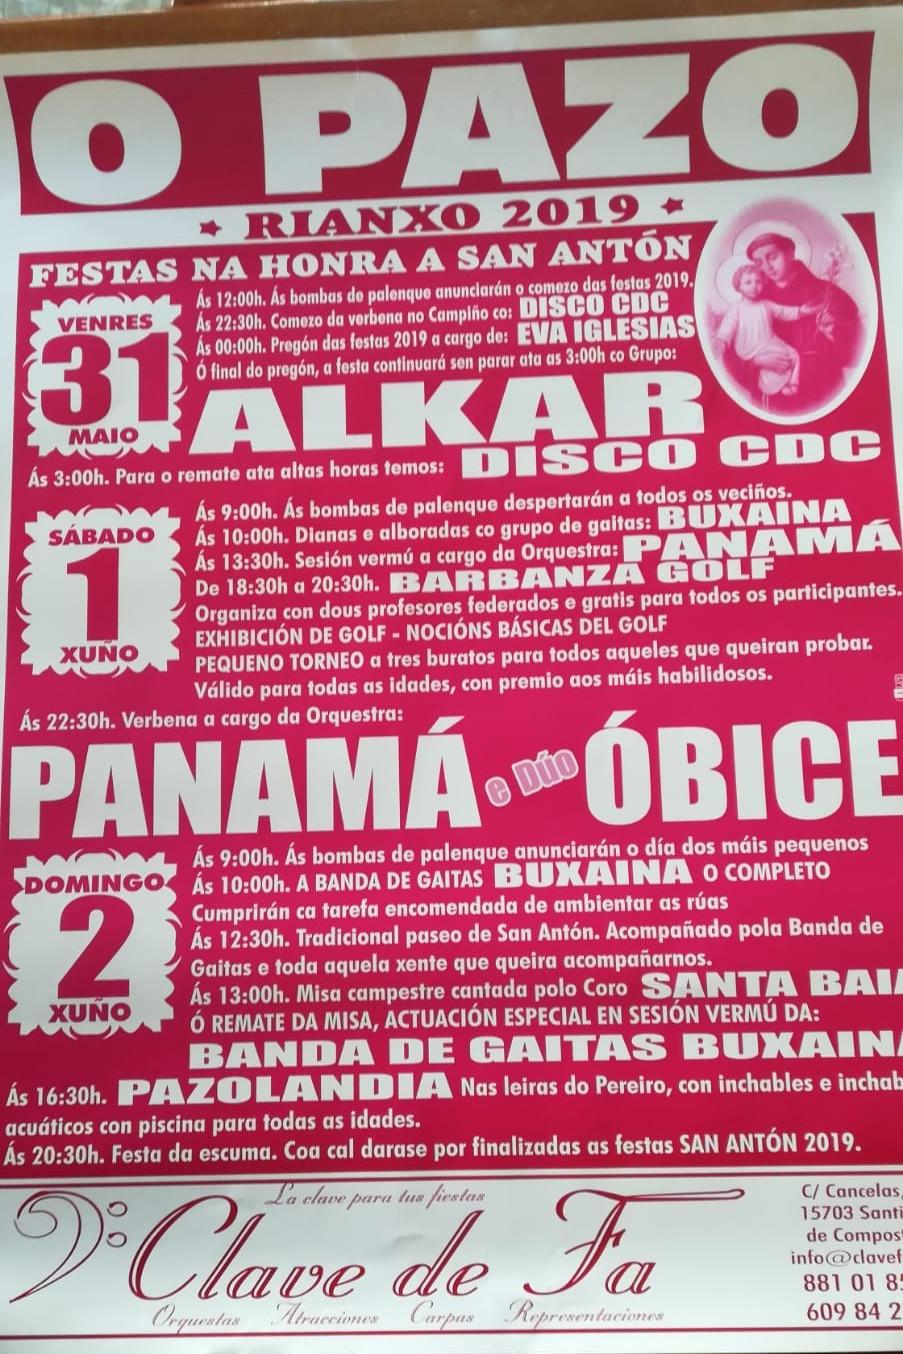 O PAZO
RIANXO 2019
FESTAS NA HONRA A SAN ANTÓN
VENRES
31
MAIO
Ás 12:00h. Ás bombas de palenque anunciarán o comezo das festas 2019.
Ás 22:30h. Comezo da verbena no Campiño co: DISCO CDC
Ás 00:00h. Pregón das festas 2019 a cargo de: EVA IGLESIAS
Ó final do pregón, a festa continuará sen parar ata as 3:00h co Grupo:
ALKAR
Ás 3:00h. Para o remate ata altas horas temos: DISCO CDC
SÁBADO
1
XUÑO
Ás 9:00h. Ás bombas de palenque despertarán a todos os veciños.
Ás 10:00h. Dianas e alboradas co grupo de gaitas: BUXAINA
Ás 13:30h. Sesión vermú a cargo da Orquestra: PANAMÁ
De 18:30h a 20:30h. BARBANZA GOLF
Organiza con dous profesores federados e gratis para todos os participantes.
EXHIBICIÓN DE GOLF - NOCIÓNS BÁSICAS DEL GOLF
PEQUENO TORNEO a tres buratos para todos aqueles que queiran probar.
Válido para todas as idades, con premio aos máis habilidosos.
Ás 22:30h. Verbena a cargo da Orquestra:
PANAMÁ e Dúo ÓBICE
DOMINGO
2
XUÑO
Ás 9:00h. Ás bombas de palenque anunciarán o día dos máis pequenos
Ás 10:00h. A BANDA DE GAITAS BUXAINA O COMPLETO
Cumprirán ca tarefa encomendada de ambientar as rúas
Ás 12:30h. Tradicional paseo de San Antón. Acompañado pola Banda de
Gaitas e toda aquela xente que queira acompañarnos.
Ás 13:00h. Misa campestre cantada polo Coro SANTA BAIA
Ó REMATE DA MISA, ACTUACIÓN ESPECIAL EN SESIÓN VERMÚ DA:
BANDA DE GAITAS BUXAINA
Ás 16:30h. PAZOLANDIA Nas leiras do Pereiro, con inchables e inchab
acuáticos con piscina para todas as idades.
Ás 20:30h. Festa da escuma. Coa cal darase por finalizadas as festas SAN ANTÓN 2019.
La clave para tus fiestas
Clave de Fa
Orquestas Atracciones Carpas Representaciones
C/ Cancelas,
15703 Santi
de Compost
info@clavef
881 01 85
609 84 2